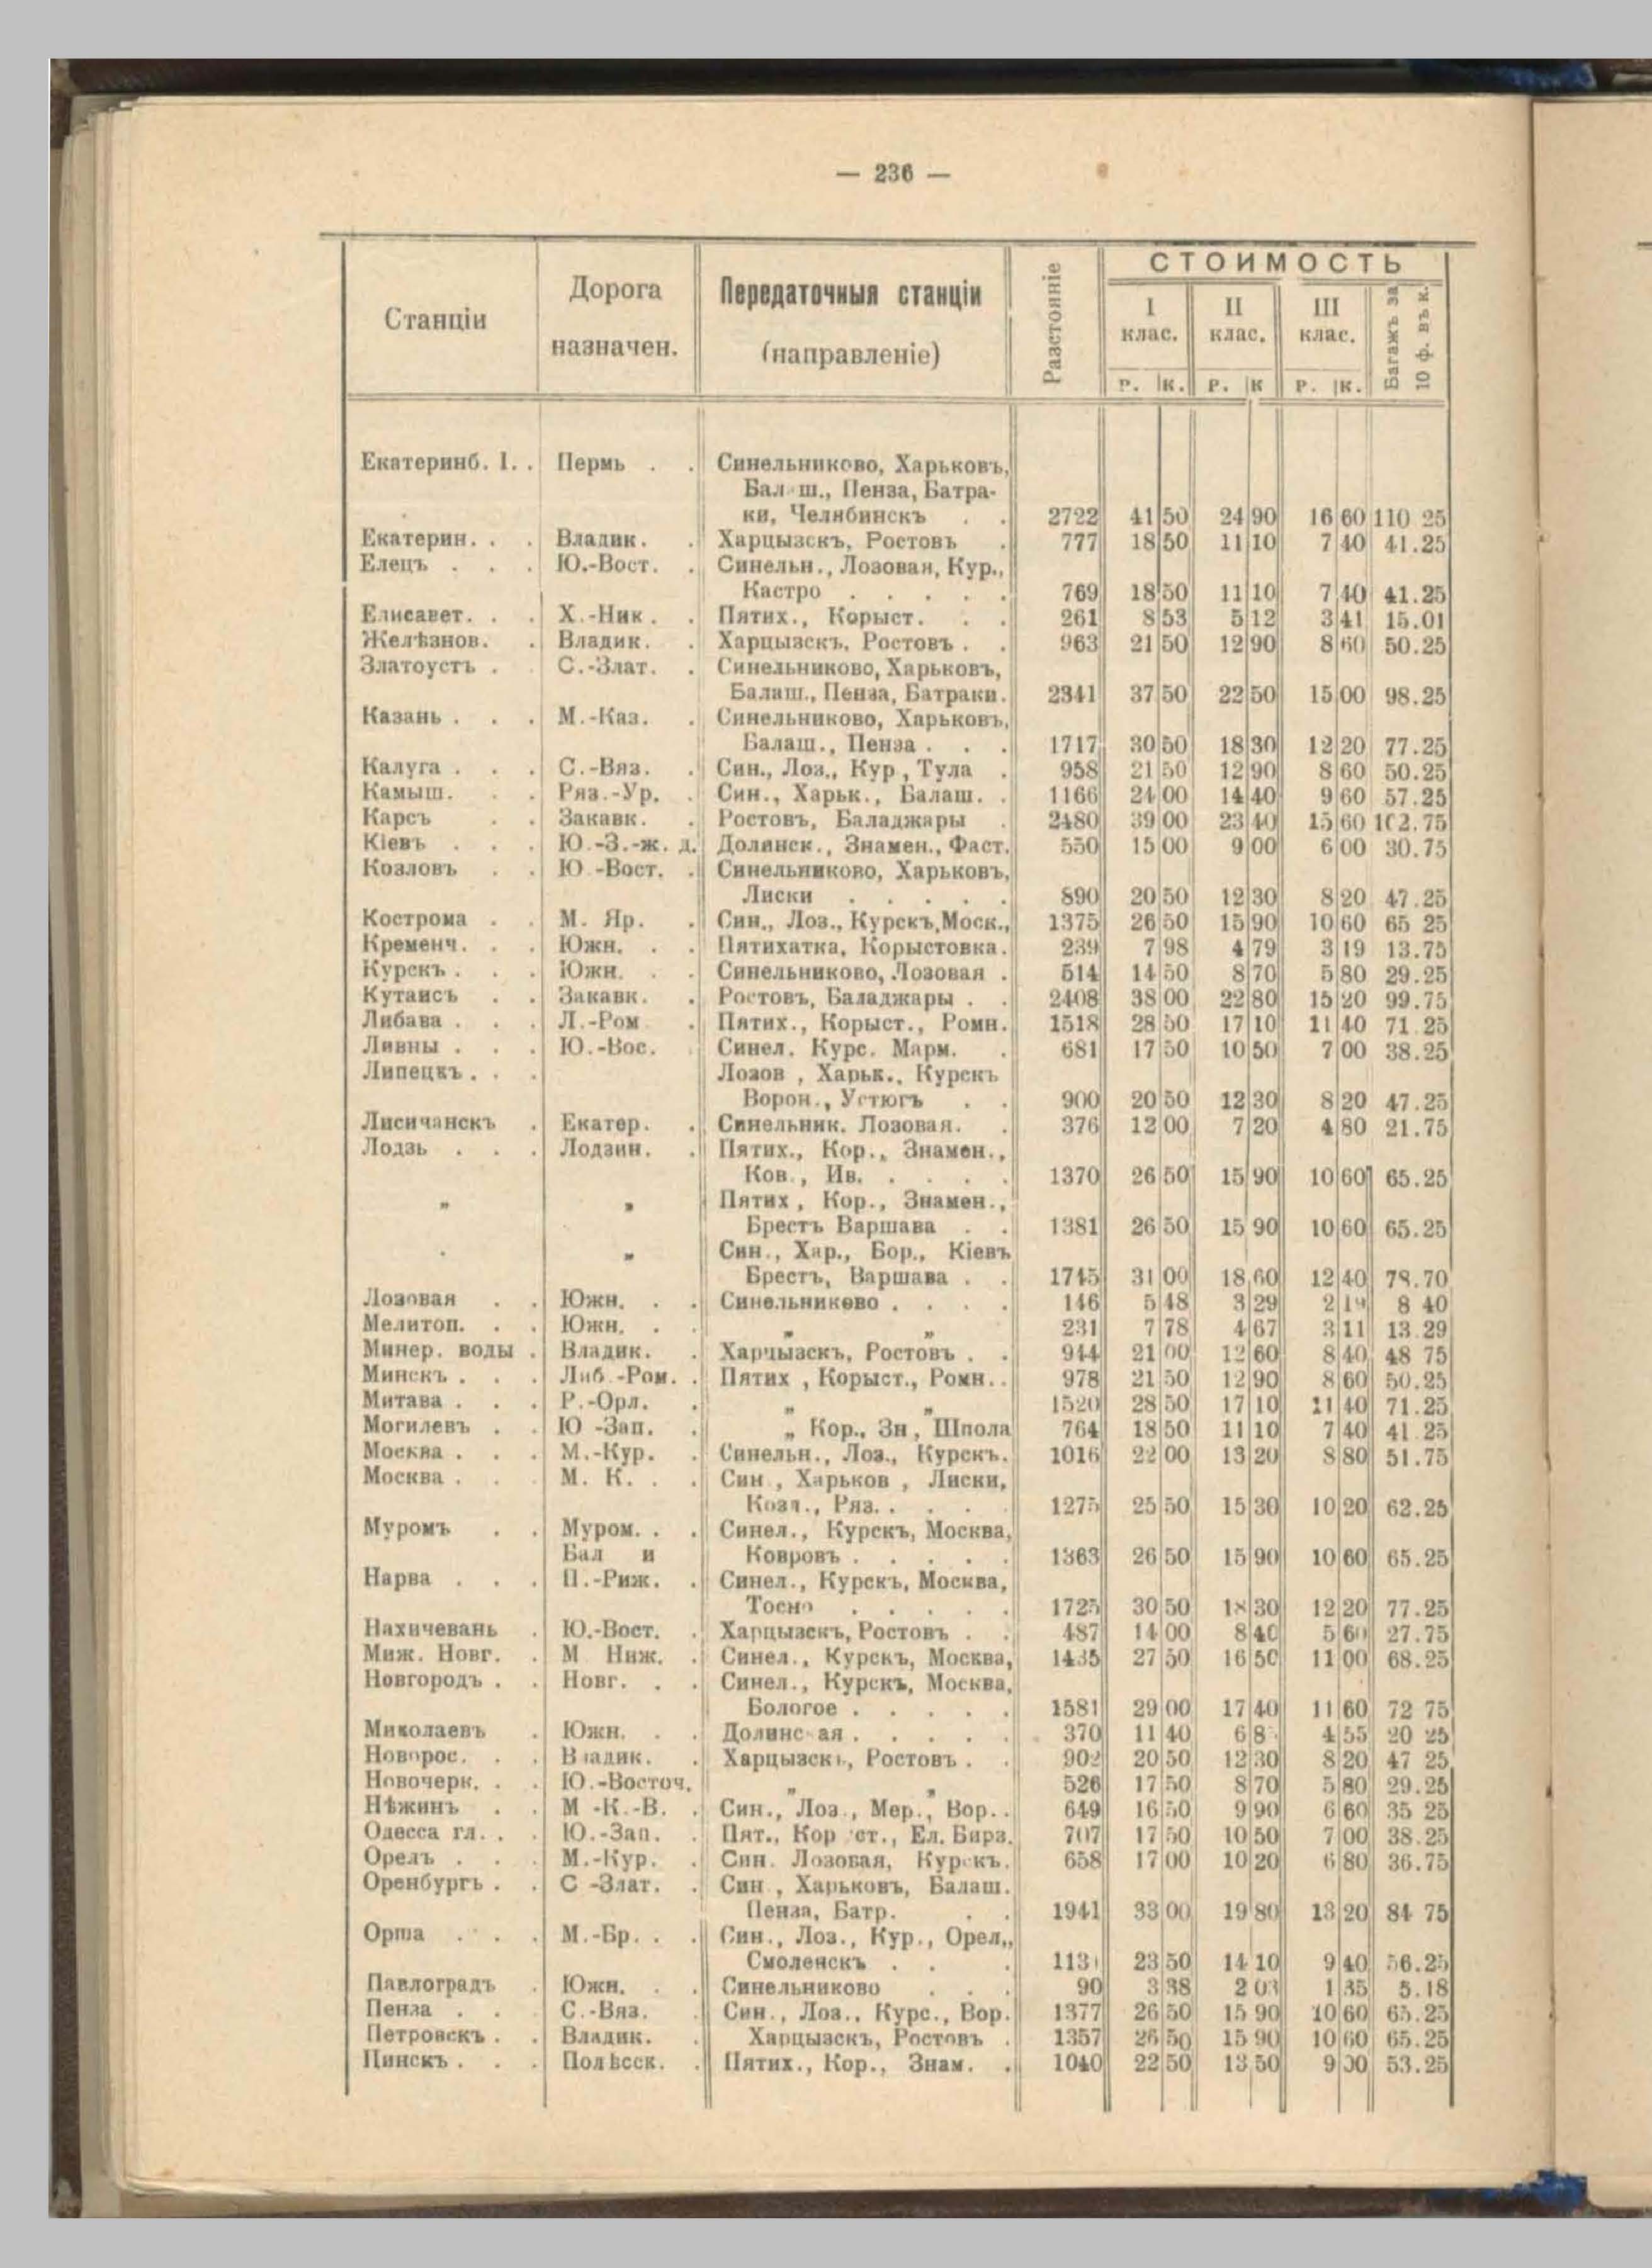 — 236 —
Станціи
Дорога
назначен.
Передаточныя станціи
(направленіе)
Разстояніе
СТОИМОСТЬ
I
клас.
II
клас.
III
клас.
Багажъ за
10 ф. въ к.
Р. К. Р. К Р. К.
Екатеринб. I. . Пермь . . Синельниково, Харьковъ,
Балаш., Пенза, Батра-
ки, Челябинскъ . . 2722 41 50 24 90 16 60 110 25
Екатерин. . . Владик. . Харцызскъ, Ростовъ . 777 18 50 11 10 7 40 41.25
Елецъ . . . Ю.-Вост. . Синельн., Лозовая, Кур.,
Кастро . . . . . 769 18 50 11 10 7 40 41.25
Елисавет. . . Х.-Ник. . Пятих., Корыст. . . 261 8 53 5 12 3 41 15.01
Желѣзнов. . Владик. . Харцызскъ, Ростовъ . . 963 21 50 12 90 8 60 50.25
Златоустъ . С.-Злат. . Синельниково, Харьковъ,
Балаш., Пенза, Батраки. 2341 37 50 22 50 15 00 98.25
Казань . . . М.-Каз. . Синельниково, Харьковъ,
Балаш., Пенза . . . 1717 30 50 18 30 12 20 77.25
Калуга . . . С.-Вяз. . Син., Лоз., Кур , Тула . 958 21 50 12 90 8 60 50.25
Камыш. . . Ряз.-Ур. . Син., Харьк., Балаш. . 1166 24 00 14 40 9 60 57.25
Карсъ . . Закавк. . Ростовъ, Баладжары . 2480 39 00 23 40 15 60 102.75
Кіевъ . . . Ю.-З.-ж. д. Долинск., Знамен., Фаст. 550 15 00 9 00 6 00 30.75
Козловъ . . Ю -Вост. . Синельниково, Харьковъ,
Лиски . . . . . 890 20 50 12 30 8 20 47.25
Кострома . . М. Яр. . Син., Лоз., Курскъ,Моск., 1375 26 50 15 90 10 60 65 25
Кременч. . . Южн. . . Пятихатка, Корыстовка. 239 7 98 4 79 3 19 13.75
Курскъ . . . Южн. . . Синельниково, Лозовая . 514 14 50 8 70 5 80 29.25
Кутаисъ . . Закавк. . Ростовъ, Баладжары . . 2408 38 00 22 80 15 20 99.75
Либава . . . Л.-Ром . Пятих., Корыст., Ромн. 1518 28 50 17 10 11 40 71 25
Ливны . . . Ю.-Вос. . Синел. Курс. Марм. . 681 17 50 10 50 7 00 38.25
Липецкъ . . . Лозов , Харьк., Курскъ
Ворон., Устюгъ . . 900 20 50 12 30 8 20 47.25
Лисичанскъ . Екатер. . Синельник. Лозовая. . 376 12 00 7 20 4 80 21.75
Лодзь . . . Лодзин. . Пятих., Кор., Знамен.,
Ков., Ив. . . . . 1370 26 50 15 90 10 60 65.25
„ „ Пятих , Кор., Знамен.,
Брестъ Варшава . . 1381 26 50 15 90 10 60 65.25
„ Син., Хар., Бор., Кіевъ
Брестъ, Варшава . . 1745 31 00 18 60 12 40 78.70
Лозовая . . Южн. . . Синельниково . . . . 146 5 48 3 29 2 19 8 40
Мелитоп. . . Южн. . . „ „ 231 7 78 4 67 3 11 13 29
Минер. воды . Владик. . Харцызскъ, Ростовъ . . 944 21 00 12 60 8 40 48 75
Минскъ . . . Либ.-Ром. . Пятих , Корыст., Ромн. . 978 21 50 12 90 8 60 50.25
Митава . . . Р.-Орл. . „ „ 1520 28 50 17 10 11 40 71.25
Могилевъ . . Ю -Зап. . „ Кор., Зн , Шпола 764 18 50 11 10 7 40 41 25
Москва . . . М.-Кур. . Синельн., Лоз., Курскъ. 1016 22 00 13 20 8 80 51.75
Москва . . М. К. . . Син , Харьков , Лиски,
Козл., Ряз. . . . . 1275 25 50 15 30 10 20 62.25
Муромъ . . Муром. . . Синел., Курскъ, Москва,
Бал и Ковровъ . . . . . 1363 26 50 15 90 10 60 65.25
Нарва . . . П.-Риж. . Синел., Курскъ, Москва,
Тосно . . . . . 1725 30 50 18 30 12 20 77.25
Нахичевань . Ю.-Вост. . Харцызскъ, Ростовъ . . 487 14 00 8 40 5 60 27.75
Миж. Новг. . М Ниж. . Синел., Курскъ, Москва, 1435 27 50 16 50 11 00 68.25
Новгородъ . . Новг. . . Синел., Курскъ, Москва,
Бологое . . . . . 1581 29 00 17 40 11 60 72 75
Миколаевъ . Южн. . . Долинс ая . . . . . 370 11 40 6 8 4 55 20 25
Новорос. . . Владик. . Харцызскъ, Ростовъ . . 902 20 50 12 30 8 20 47 25
Новочерк. . . Ю.-Восточ. „ „ 526 17 50 8 70 5 80 29.25
Нѣжинъ . . М -К.-В. . Син., Лоз., Мер., Вор. . 649 16 50 9 90 6 60 35 25
Одесса гл. . . Ю.-Зап. . Пят., Кор ст., Ел. Бирз. 707 17 50 10 50 7 00 38.25
Орелъ . . . М.-Кур. . Син. Лозовая, Курскъ. 658 17 00 10 20 6 80 36.75
Оренбургъ . . С -Злат. . Син , Харьковъ, Балаш.
Пенза, Батр. . . 1941 33 00 19 80 13 20 84 75
Орша . . . М.-Бр. . . Син., Лоз., Кур., Орел,,
Смоленскъ . . . 113 23 50 14 10 9 40 56.25
Павлоградъ . Южн. . . Синельниково . . . 90 3 38 2 03 1 35 5.18
Пенза . . . С.-Вяз. . Син., Лоз., Курс., Вор. 1377 26 50 15 90 10 60 65.25
Петровскъ . . Владик. . Харцызскъ, Ростовъ . 1357 26 50 15 90 10 60 65.25
Пинскъ . . . Полѣсск. . Пятих., Кор., Знам. . 1040 22 50 13 50 9 00 53.25